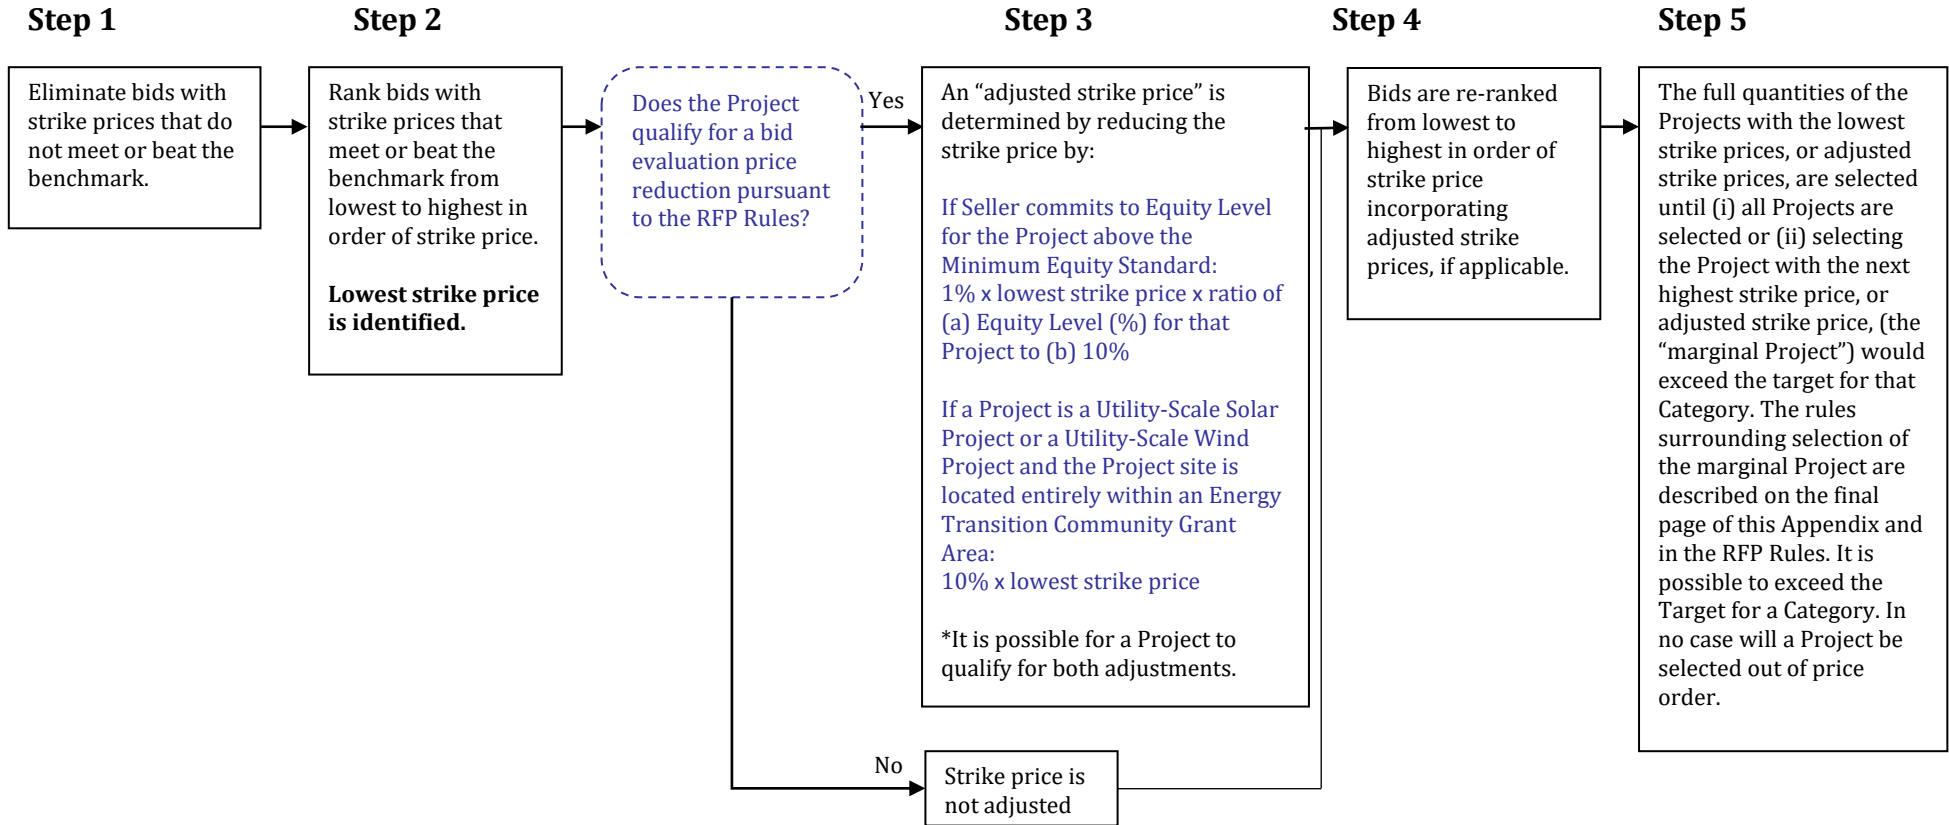 Step 1
Step 2
Step 3
Step 4
Step 5
Eliminate bids with
strike prices that do
not meet or beat the
benchmark.
Rank bids with
strike prices that
meet or beat the
benchmark from
lowest to highest in
order of strike price.
Lowest strike price
is identified.
Does the Project
qualify for a bid
evaluation price
reduction pursuant
to the RFP Rules?
Yes
An “adjusted strike price” is
determined by reducing the
strike price by:
If Seller commits to Equity Level
for the Project above the
Minimum Equity Standard:
1% x lowest strike price x ratio of
(a) Equity Level (%) for that
Project to (b) 10%
If a Project is a Utility-Scale Solar
Project or a Utility-Scale Wind
Project and the Project site is
located entirely within an Energy
Transition Community Grant
Area:
10% x lowest strike price
*It is possible for a Project to
qualify for both adjustments.
No
Strike price is
not adjusted
Bids are re-ranked
from lowest to
highest in order of
strike price
incorporating
adjusted strike
prices, if applicable.
The full quantities of the
Projects with the lowest
strike prices, or adjusted
strike prices, are selected
until (i) all Projects are
selected or (ii) selecting
the Project with the next
highest strike price, or
adjusted strike price, (the
“marginal Project”) would
exceed the target for that
Category. The rules
surrounding selection of
the marginal Project are
described on the final
page of this Appendix and
in the RFP Rules. It is
possible to exceed the
Target for a Category. In
no case will a Project be
selected out of price
order.